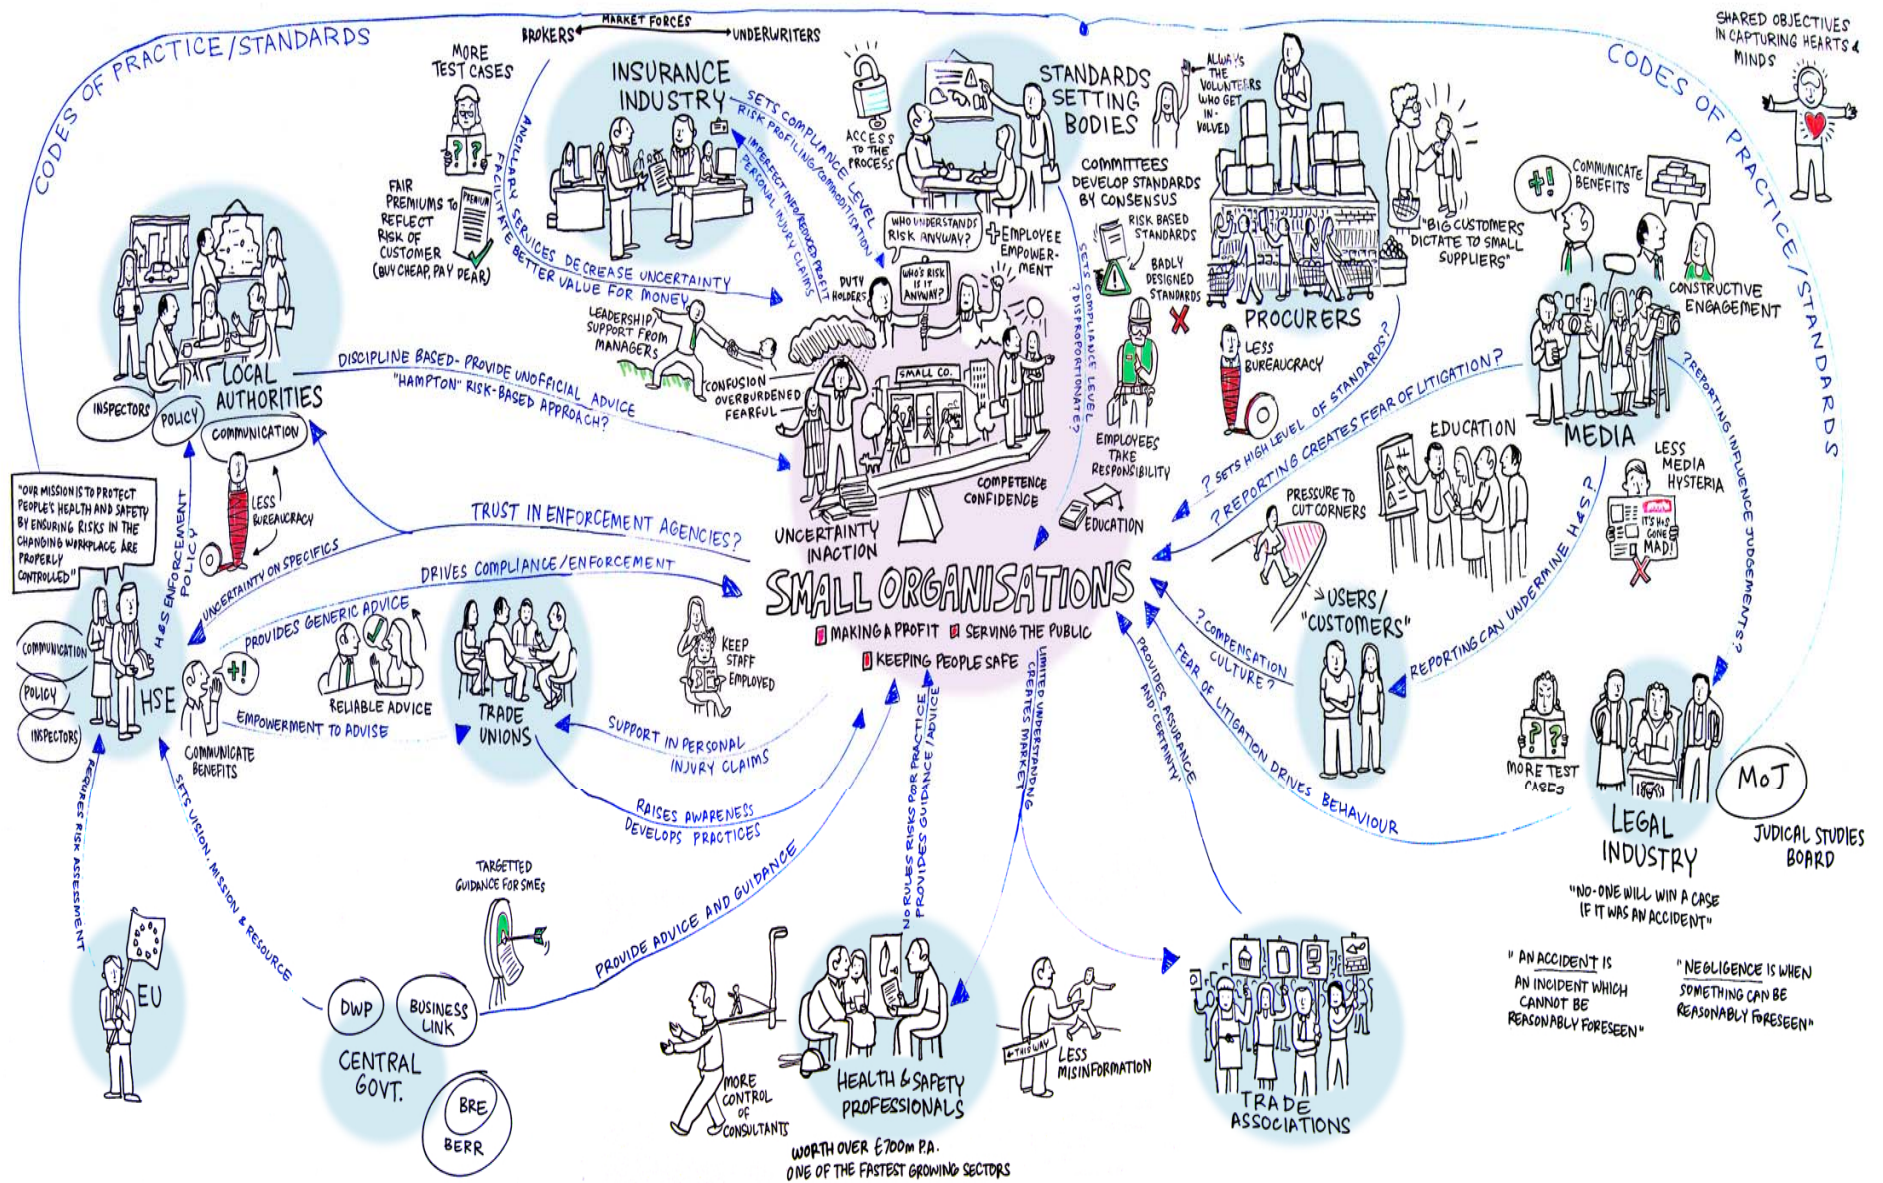 CODES OF PRACTICE/STANDARDS
BROKERS
MARKET FORCES
UNDERWRITERS
MORE
TEST CASES
? ?
FAIR
PREMIUMS TO
REFLECT
RISK OF
CUSTOMER
(BUY CHEAP, PAY DEAR)
PREMIUM
INSURANCE
INDUSTRY
ANCILLARY SERVICES DECREASE UNCERTAINTY
FACILITATE BETTER VALUE FOR MONEY
SETS COMPLIANCE LEVEL
RISK PROFILING/COMMODITISATION
IMPERFECT INFO/REDUCED PROFIT
PERSONAL INJURY CLAIMS
ACCESS
TO THE
PROCESS
STANDARDS
SETTING
BODIES
ALWAYS
THE
VOLUNTEERS
WHO GET
IN-
VOLVED
COMMITTEES
DEVELOP STANDARDS
BY CONSENSUS
RISK BASED
STANDARDS
BADLY
DESIGNED
STANDARDS
SETS COMPLIANCE LEVEL
? DISPROPORTIONATE?
PROCURERS
"BIG CUSTOMERS
DICTATE TO SMALL
SUPPLIERS"
LESS
BUREAUCRACY
? SETS HIGH LEVEL OF STANDARDS?
CODES OF PRACTICE/STANDARDS
SHARED OBJECTIVES
IN CAPTURING HEARTS &
MINDS
+!
COMMUNICATE
BENEFITS
CONSTRUCTIVE
ENGAGEMENT
MEDIA
? REPORTING CREATES FEAR OF LITIGATION?
? REPORTING INFLUENCE JUDGEMENTS?
REPORTING CAN UNDERMINE H&S?
LESS
MEDIA
HYSTERIA
IT'S H&S
GONE
MAD!
EDUCATION
PRESSURE TO
CUT CORNERS
LOCAL
AUTHORITIES
INSPECTORS
POLICY
COMMUNICATION
LESS
BUREAUCRACY
DISCIPLINE BASED - PROVIDE UNOFFICIAL ADVICE
"HAMPTON" RISK-BASED APPROACH?
LEADERSHIP/
SUPPORT FROM
MANAGERS
WHO UNDERSTANDS
RISK ANYWAY?
+ EMPLOYEE
EMPOWER-
MENT
DUTY
HOLDERS
WHO'S RISK
IS IT
ANYWAY?
CONFUSION
OVERBURDENED
FEARFUL
SMALL CO.
COMPETENCE
CONFIDENCE
UNCERTAINTY
INACTION
EMPLOYEES
TAKE
RESPONSIBILITY
EDUCATION
SMALL ORGANISATIONS
MAKING A PROFIT
SERVING THE PUBLIC
KEEPING PEOPLE SAFE
"OUR MISSION IS TO PROTECT
PEOPLE'S HEALTH AND SAFETY
BY ENSURING RISKS IN THE
CHANGING WORKPLACE ARE
PROPERLY
CONTROLLED"
H&S ENFORCEMENT
POLICY
TRUST IN ENFORCEMENT AGENCIES?
UNCERTAINTY ON SPECIFICS
DRIVES COMPLIANCE/ENFORCEMENT
PROVIDES GENERIC ADVICE
HSE
COMMUNICATION
POLICY
INSPECTORS
+!
COMMUNICATE
BENEFITS
RELIABLE ADVICE
EMPOWERMENT TO ADVISE
TRADE
UNIONS
KEEP
STAFF
EMPLOYED
SUPPORT IN PERSONAL
INJURY CLAIMS
RAISES AWARENESS
DEVELOPS PRACTICES
REQUIRES RISK ASSESSMENT
SETS VISION, MISSION & RESOURCE
EU
TARGETTED
GUIDANCE FOR SMES
PROVIDE ADVICE AND GUIDANCE
DWP
BUSINESS
LINK
CENTRAL
GOVT.
BRE
BERR
NO RULES RISKS POOR PRACTICE
PROVIDES GUIDANCE/ADVICE
LIMITED UNDERSTANDING
CREATES MARKET
PROVIDES ASSURANCE
AND CERTAINTY
MORE
CONTROL
OF
CONSULTANTS
HEALTH & SAFETY
PROFESSIONALS
WORTH OVER £700M P.A.
ONE OF THE FASTEST GROWING SECTORS
THIS WAY
LESS
MISINFORMATION
TRADE
ASSOCIATIONS
USERS/
"CUSTOMERS"
? COMPENSATION
CULTURE?
FEAR OF LITIGATION DRIVES BEHAVIOUR
? ?
MORE TEST
CASES
LEGAL
INDUSTRY
MoJ
JUDICAL STUDIES
BOARD
"NO-ONE WILL WIN A CASE
IF IT WAS AN ACCIDENT"
"AN ACCIDENT IS
AN INCIDENT WHICH
CANNOT BE
REASONABLY FORESEEN"
"NEGLIGENCE IS WHEN
SOMETHING CAN BE
REASONABLY FORESEEN"